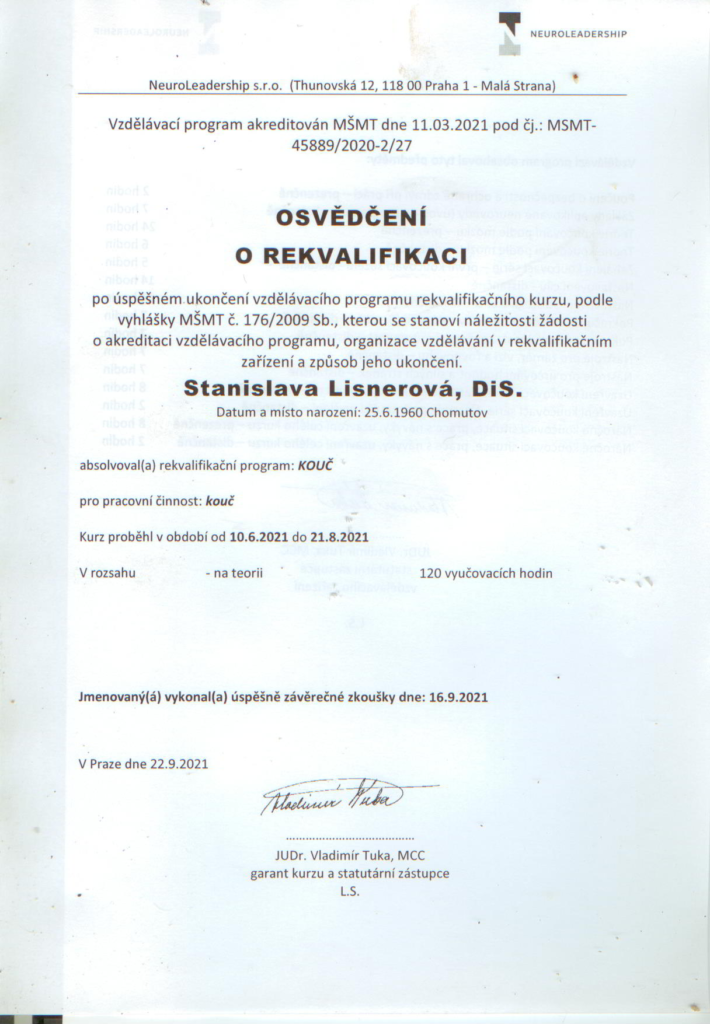 NEUROLEADERSHIP
NeuroLeadership s.r.o. (Thunovská 12, 118 00 Praha 1 - Malá Strana)
Vzdělávací program akreditován MŠMT dne 11.03.2021 pod čj.: MSMT-
45889/2020-2/27
OSVĚDČENÍ
O REKVALIFIKACI
po úspěšném ukončení vzdělávacího programu rekvalifikačního kurzu, podle
vyhlášky MŠMT č. 176/2009 Sb., kterou se stanoví náležitosti žádosti
o akreditaci vzdělávacího programu, organizace vzdělávání v rekvalifikačním
zařízení a způsob jeho ukončení.
Stanislava Lisnerová, DiS.
Datum a místo narození: 25.6.1960 Chomutov
absolvoval(a) rekvalifikační program: KOUČ
pro pracovní činnost: kouč
Kurz proběhl v období od 10.6.2021 do 21.8.2021
V rozsahu - na teorii 120 vyučovacích hodin
Jmenovaný(á) vykonal(a) úspěšně závěrečné zkoušky dne: 16.9.2021
V Praze dne 22.9.2021
Vladimír Tuka
JUDr. Vladimír Tuka, MCC
garant kurzu a statutární zástupce
L.S.